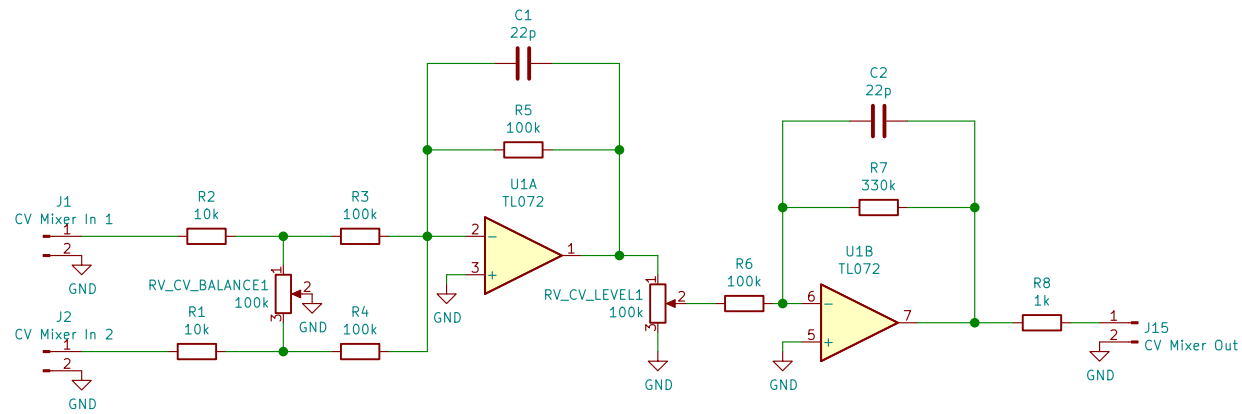 C1
22p
R5
100k
U1A
TL072
2
3
1
−
+
J1
CV Mixer In 1
1
2
GND
R2
10k
R3
100k
RV_CV_BALANCE1
100k
1
2
3
GND
J2
CV Mixer In 2
1
2
GND
R1
10k
R4
100k
GND
RV_CV_LEVEL1
100k
1
2
3
GND
R6
100k
C2
22p
R7
330k
U1B
TL072
6
5
7
−
+
GND
R8
1k
1
2
J15
CV Mixer Out
GND